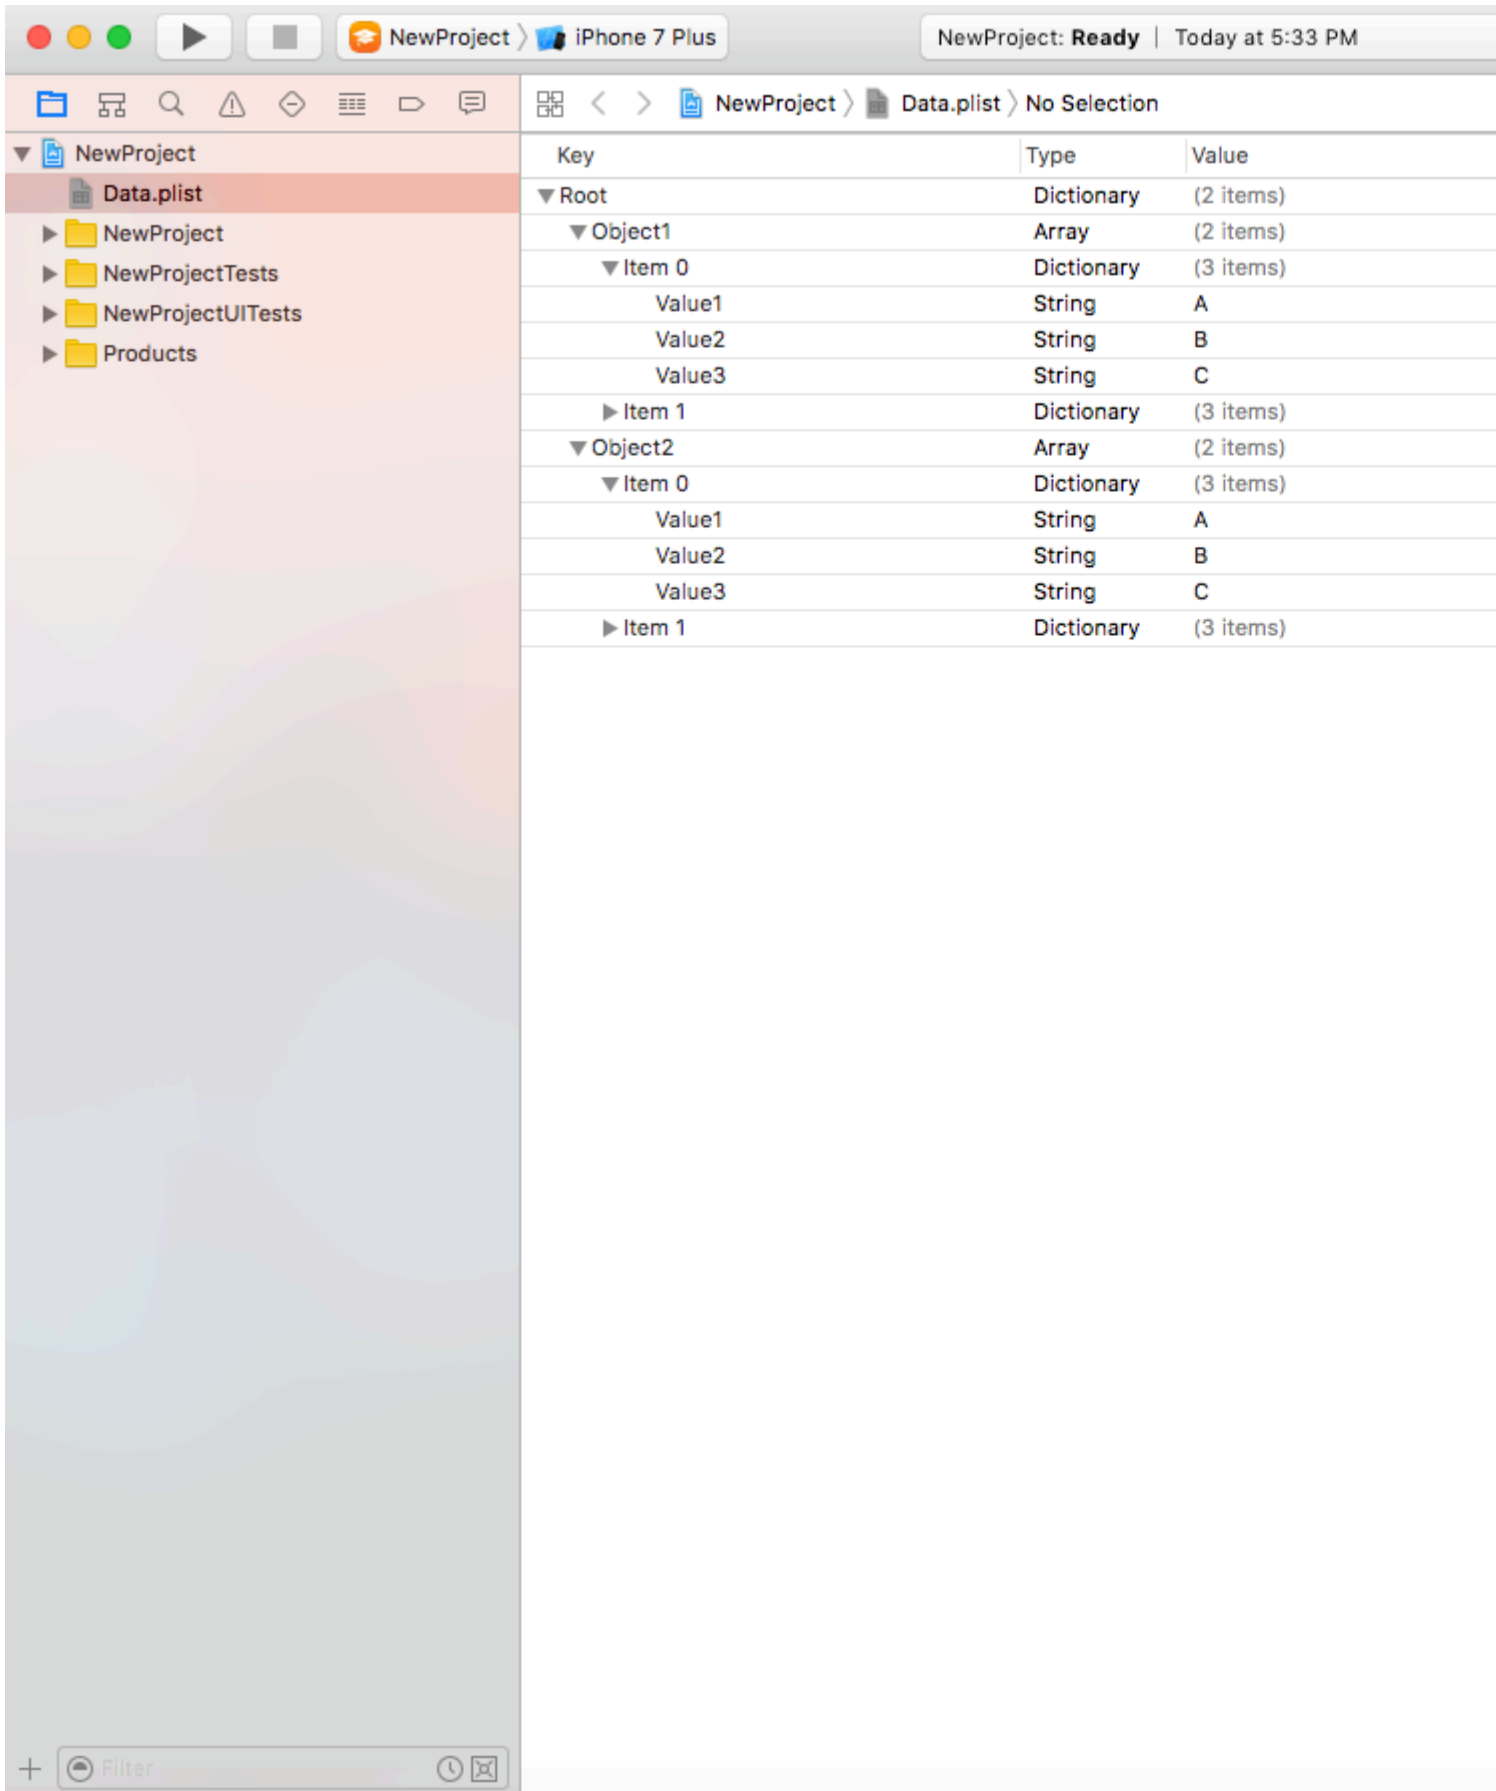 NewProject iPhone 7 Plus NewProject: Ready | Today at 5:33 PM
NewProject Data.plist No Selection
NewProject
Data.plist
NewProject
NewProjectTests
NewProjectUITests
Products
Key Type Value
Root Dictionary (2 items)
Object1 Array (2 items)
Item 0 Dictionary (3 items)
Value1 String A
Value2 String B
Value3 String C
Item 1 Dictionary (3 items)
Object2 Array (2 items)
Item 0 Dictionary (3 items)
Value1 String A
Value2 String B
Value3 String C
Item 1 Dictionary (3 items)
Filter